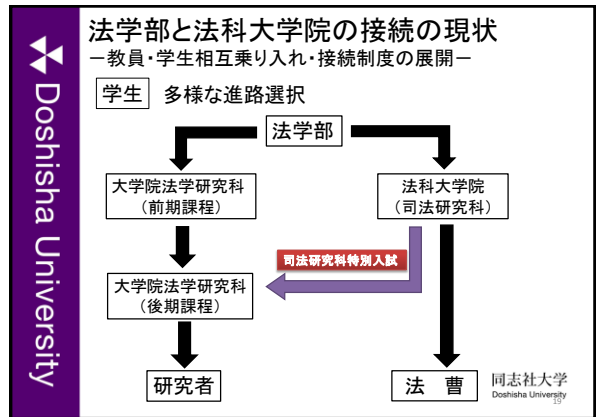 Doshisha University
法学部と法科大学院の接続の現状
－教員・学生相互乗り入れ・接続制度の展開－
学生 多様な進路選択
法学部
大学院法学研究科
（前期課程）
法科大学院
（司法研究科）
司法研究科特別入試
大学院法学研究科
（後期課程）
研究者
法　曹
同志社大学
Doshisha University
19